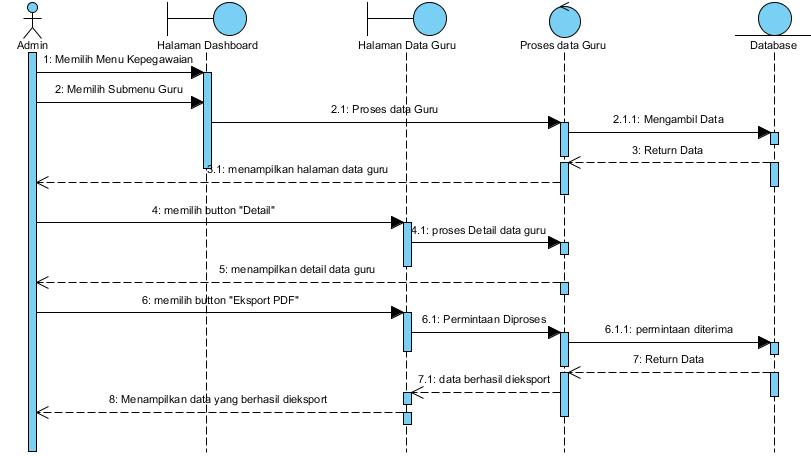 Admin
Halaman Dashboard
Halaman Data Guru
Proses data Guru
Database
1: Memilih Menu Kepegawaian
2: Memilih Submenu Guru
2.1: Proses data Guru
2.1.1: Mengambil Data
3: Return Data
3.1: menampilkan halaman data guru
4: memilih button "Detail"
4.1: proses Detail data guru
5: menampilkan detail data guru
6: memilih button "Eksport PDF"
6.1: Permintaan Diproses
6.1.1: permintaan diterima
7: Return Data
7.1: data berhasil dieksport
8: Menampilkan data yang berhasil dieksport